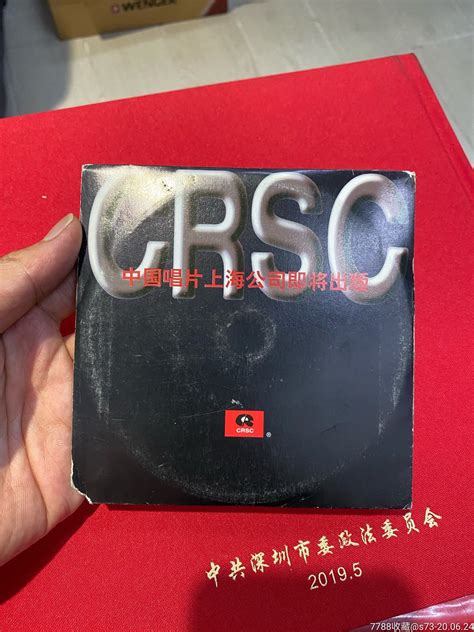 WENGER
CRSC
中国唱片上海公司即将出版
CRSC
®
中共深圳市委政法委员会
2019.5
7788收藏@s73-20.06.24